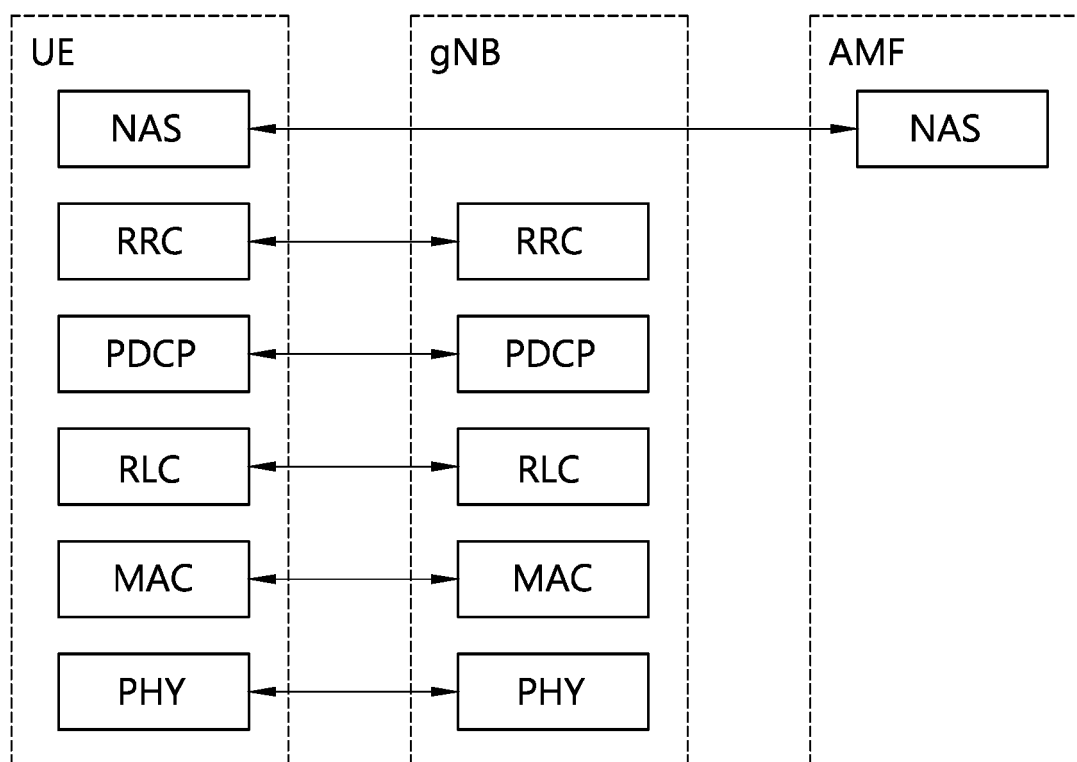 UE
gNB
AMF
NAS
NAS
RRC
RRC
PDCP
PDCP
RLC
RLC
MAC
MAC
PHY
PHY